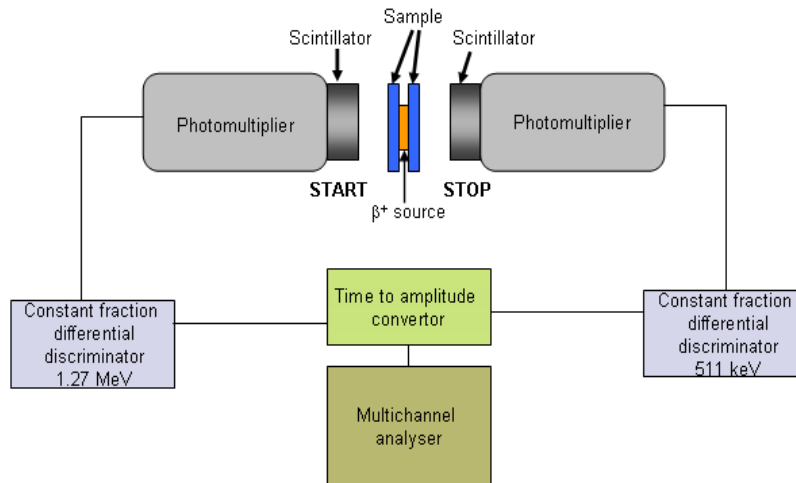 Sample
Scintillator
Scintillator
Photomultiplier
Photomultiplier
START
STOP
β+ source
Time to amplitude
convertor
Constant fraction
differential
discriminator
1.27 MeV
Constant fraction
differential
discriminator
511 keV
Multichannel
analyser